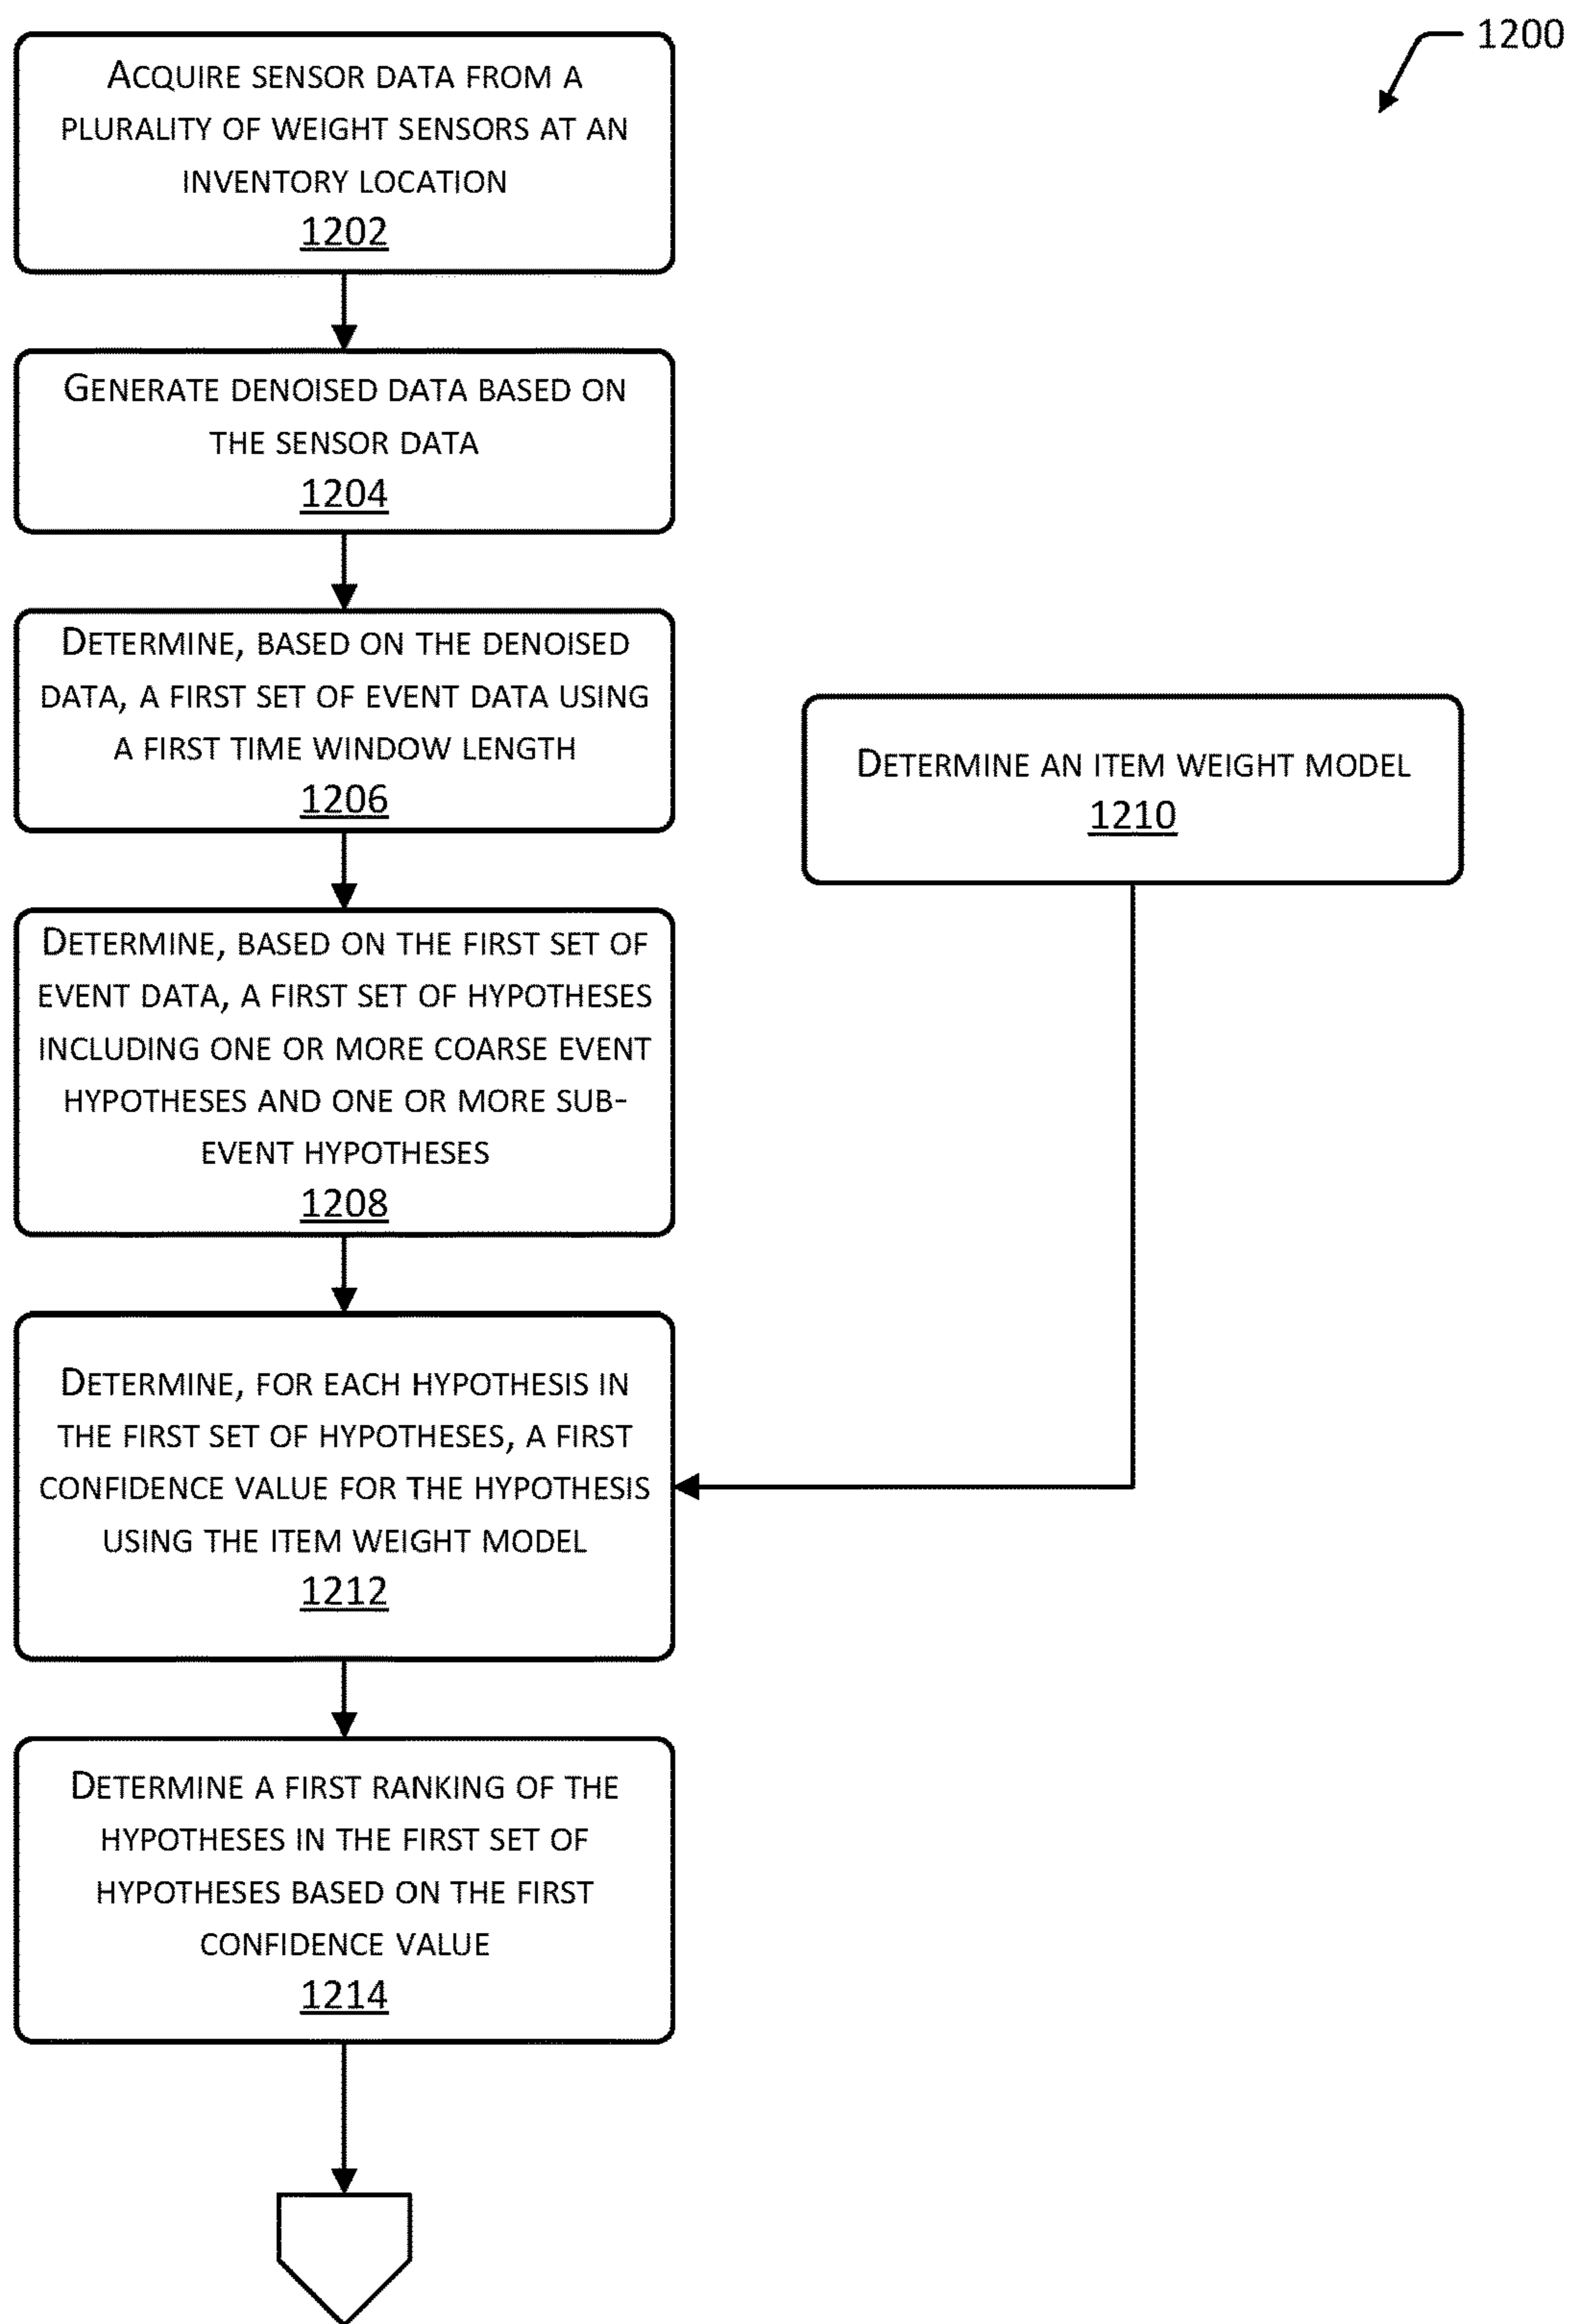 1200
ACQUIRE SENSOR DATA FROM A
PLURALITY OF WEIGHT SENSORS AT AN
INVENTORY LOCATION
1202
GENERATE DENOISED DATA BASED ON
THE SENSOR DATA
1204
DETERMINE, BASED ON THE DENOISED
DATA, A FIRST SET OF EVENT DATA USING
A FIRST TIME WINDOW LENGTH
1206
DETERMINE AN ITEM WEIGHT MODEL
1210
DETERMINE, BASED ON THE FIRST SET OF
EVENT DATA, A FIRST SET OF HYPOTHESES
INCLUDING ONE OR MORE COARSE EVENT
HYPOTHESES AND ONE OR MORE SUB-
EVENT HYPOTHESES
1208
DETERMINE, FOR EACH HYPOTHESIS IN
THE FIRST SET OF HYPOTHESES, A FIRST
CONFIDENCE VALUE FOR THE HYPOTHESIS
USING THE ITEM WEIGHT MODEL
1212
DETERMINE A FIRST RANKING OF THE
HYPOTHESES IN THE FIRST SET OF
HYPOTHESES BASED ON THE FIRST
CONFIDENCE VALUE
1214